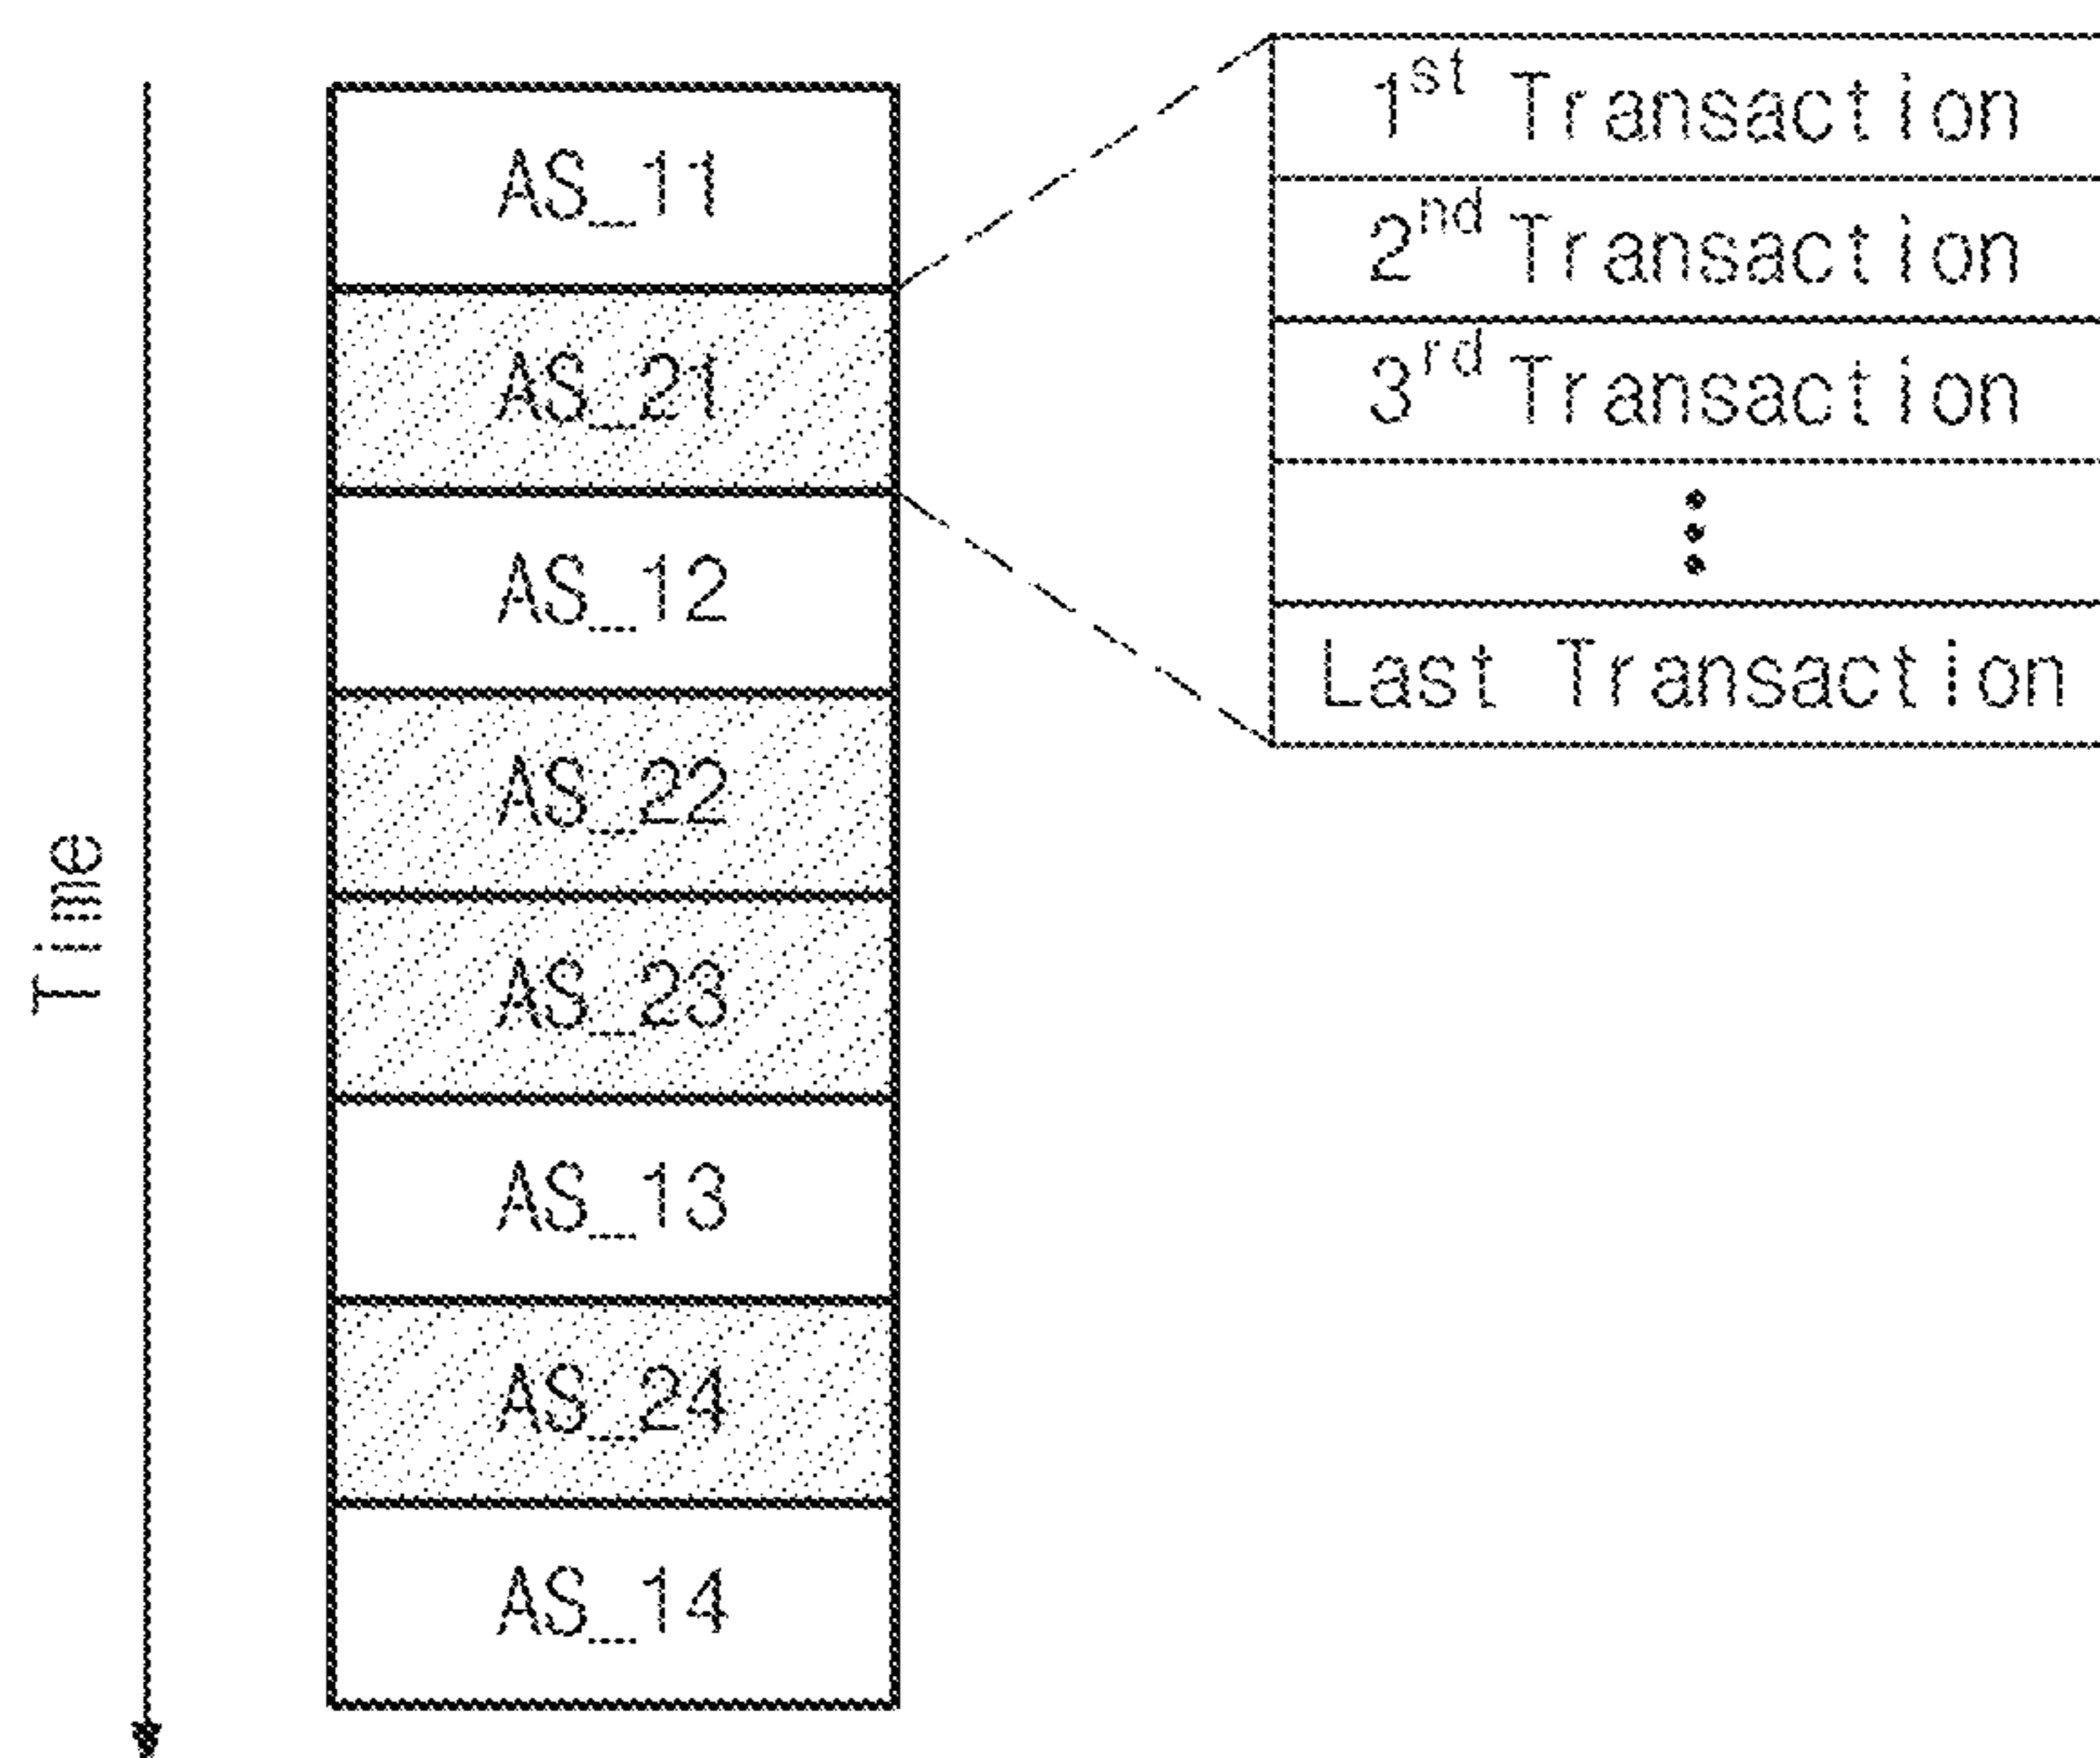 Time
AS_11
AS_21
AS_12
AS_22
AS_23
AS_13
AS_24
AS_14
1st Transaction
2nd Transaction
3rd Transaction
Last Transaction